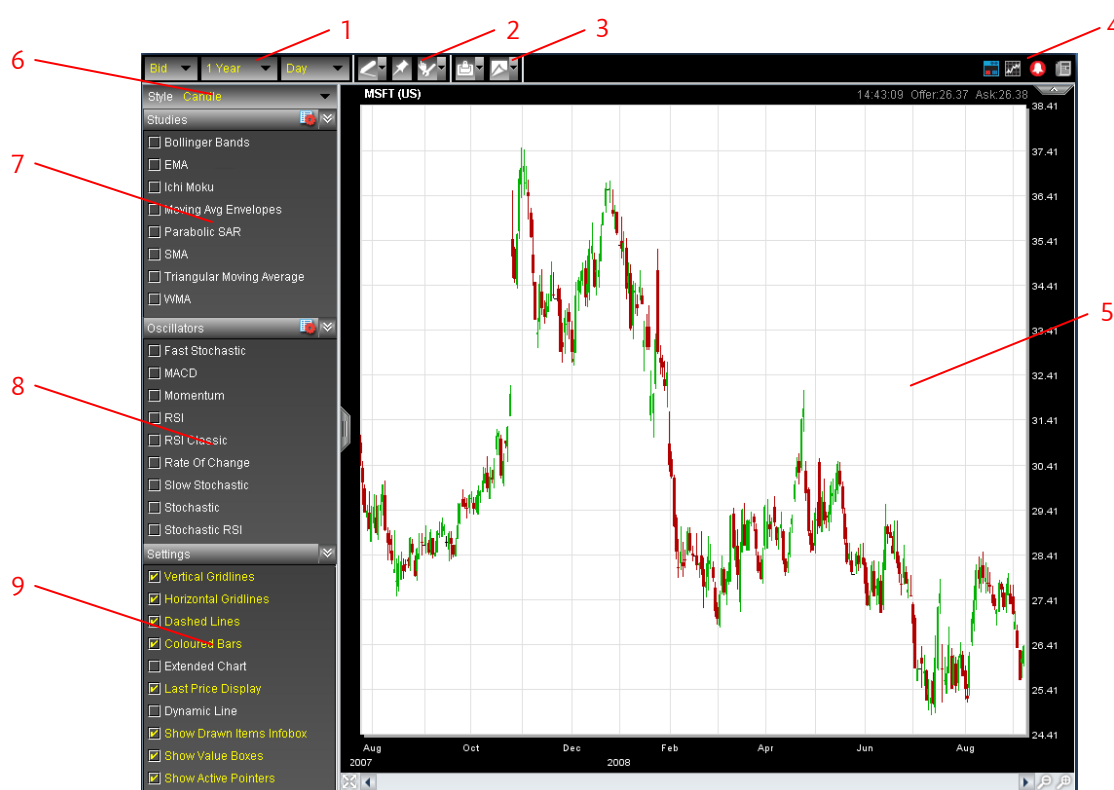 1
2
3
4
6
Bid
1 Year
Day
Style Candle
MSFT (US)
14:43:09 Offer:26.37 Ask:26.38
Studies
7
Bollinger Bands
EMA
Ichi Moku
Moving Avg Envelopes
Parabolic SAR
SMA
Triangular Moving Average
WMA
Oscillators
8
Fast Stochastic
MACD
Momentum
RSI
RSI Classic
Rate Of Change
Slow Stochastic
Stochastic
Stochastic RSI
Settings
9
Vertical Gridlines
Horizontal Gridlines
Dashed Lines
Coloured Bars
Extended Chart
Last Price Display
Dynamic Line
Show Drawn Items Infobox
Show Value Boxes
Show Active Pointers
38.41
37.41
36.41
35.41
34.41
5
33.41
32.41
31.41
30.41
29.41
28.41
27.41
26.41
25.41
24.41
Aug Oct Dec Feb Apr Jun Aug
2007 2008